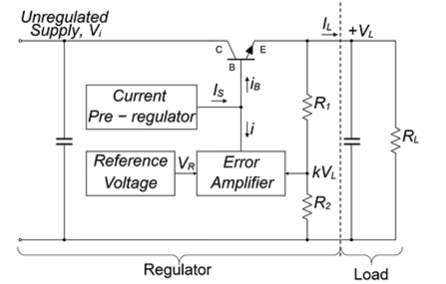 Unregulated
Supply, Vi
IL
+VL
C
E
B
IS
iB
Current
Pre – regulator
i
R1
RL
Reference
Voltage
VR
Error
Amplifier
kVL
R2
Regulator
Load